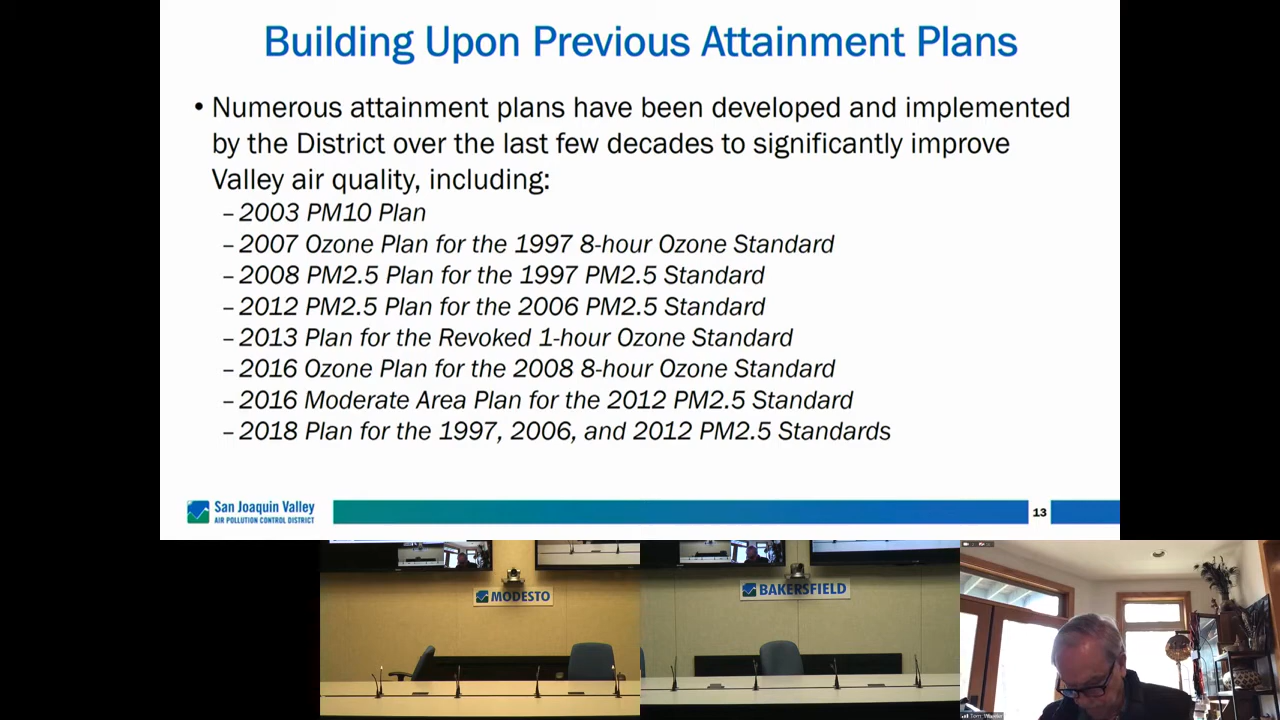 Building Upon Previous Attainment Plans
• Numerous attainment plans have been developed and implemented
by the District over the last few decades to significantly improve
Valley air quality, including:
– 2003 PM10 Plan
– 2007 Ozone Plan for the 1997 8-hour Ozone Standard
– 2008 PM2.5 Plan for the 1997 PM2.5 Standard
– 2012 PM2.5 Plan for the 2006 PM2.5 Standard
– 2013 Plan for the Revoked 1-hour Ozone Standard
– 2016 Ozone Plan for the 2008 8-hour Ozone Standard
– 2016 Moderate Area Plan for the 2012 PM2.5 Standard
– 2018 Plan for the 1997, 2006, and 2012 PM2.5 Standards
San Joaquin Valley
AIR POLLUTION CONTROL DISTRICT
13
MODESTO
BAKERSFIELD
Tom